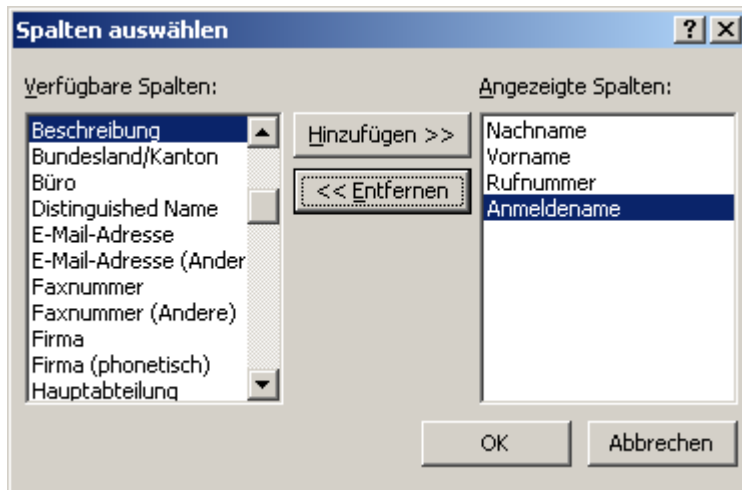 Spalten auswählen
Verfügbare Spalten:
Beschreibung
Bundesland/Kanton
Büro
Distinguished Name
E-Mail-Adresse
E-Mail-Adresse (Ander
Faxnummer
Faxnummer (Andere)
Firma
Firma (phonetisch)
Hauptabteilung
Hinzufügen >>
<< Entfernen
Angezeigte Spalten:
Nachname
Vorname
Rufnummer
Anmeldename
OK
Abbrechen